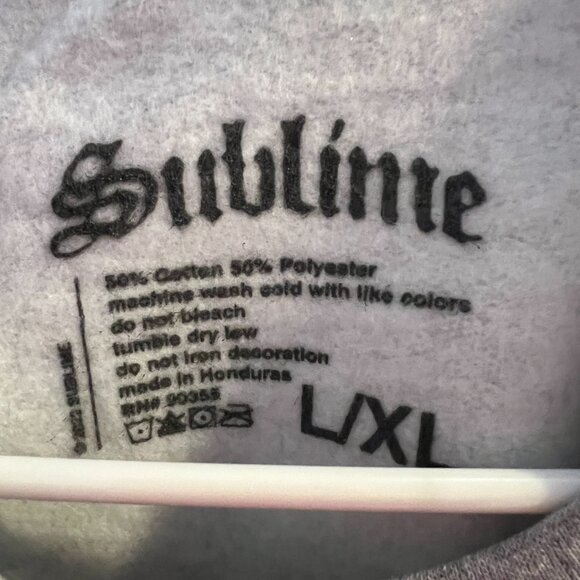 Sublime
50% Cotton 50% Polyester
machine wash cold with like colors
do not bleach
tumble dry low
do not iron decoration
made in Honduras
RN# 90355
L/XL
SUBLIME